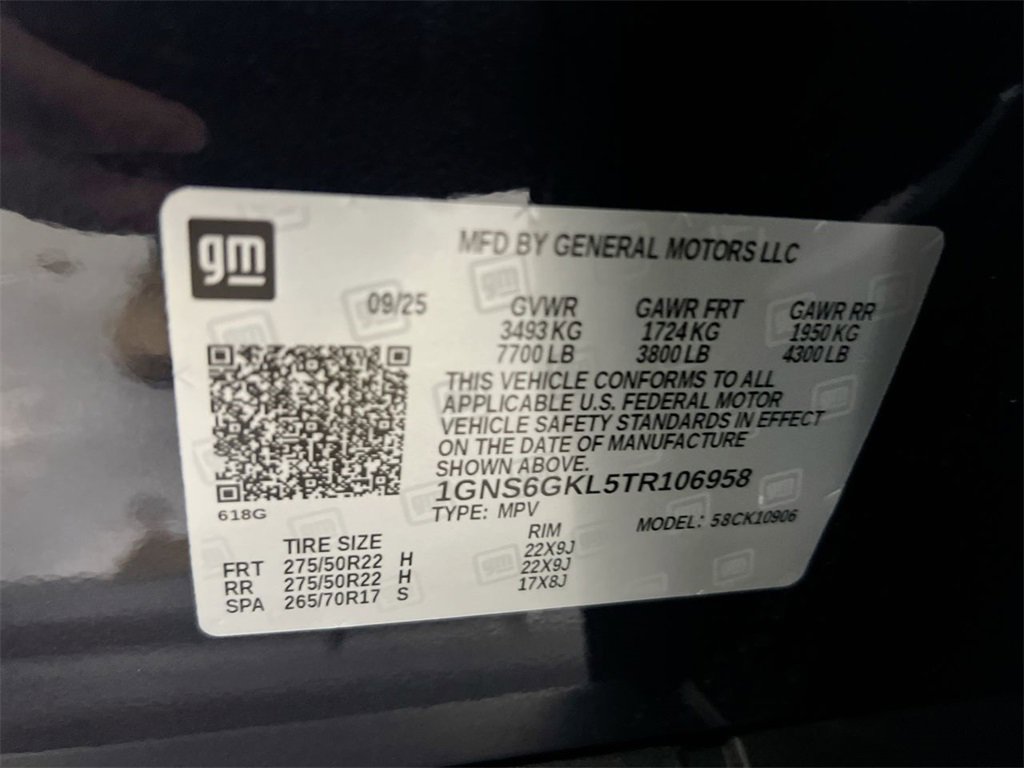 gm
MFD BY GENERAL MOTORS LLC
09/25 GVWR GAWR FRT GAWR RR
3493 KG 1724 KG 1950 KG
7700 LB 3800 LB 4300 LB
THIS VEHICLE CONFORMS TO ALL
APPLICABLE U.S. FEDERAL MOTOR
VEHICLE SAFETY STANDARDS IN EFFECT
ON THE DATE OF MANUFACTURE
SHOWN ABOVE.
1GNS6GKL5TR106958
618G
TYPE: MPV MODEL: 58CK10906
TIRE SIZE RIM
FRT 275/50R22 H 22X9J
RR 275/50R22 H 22X9J
SPA 265/70R17 S 17X8J